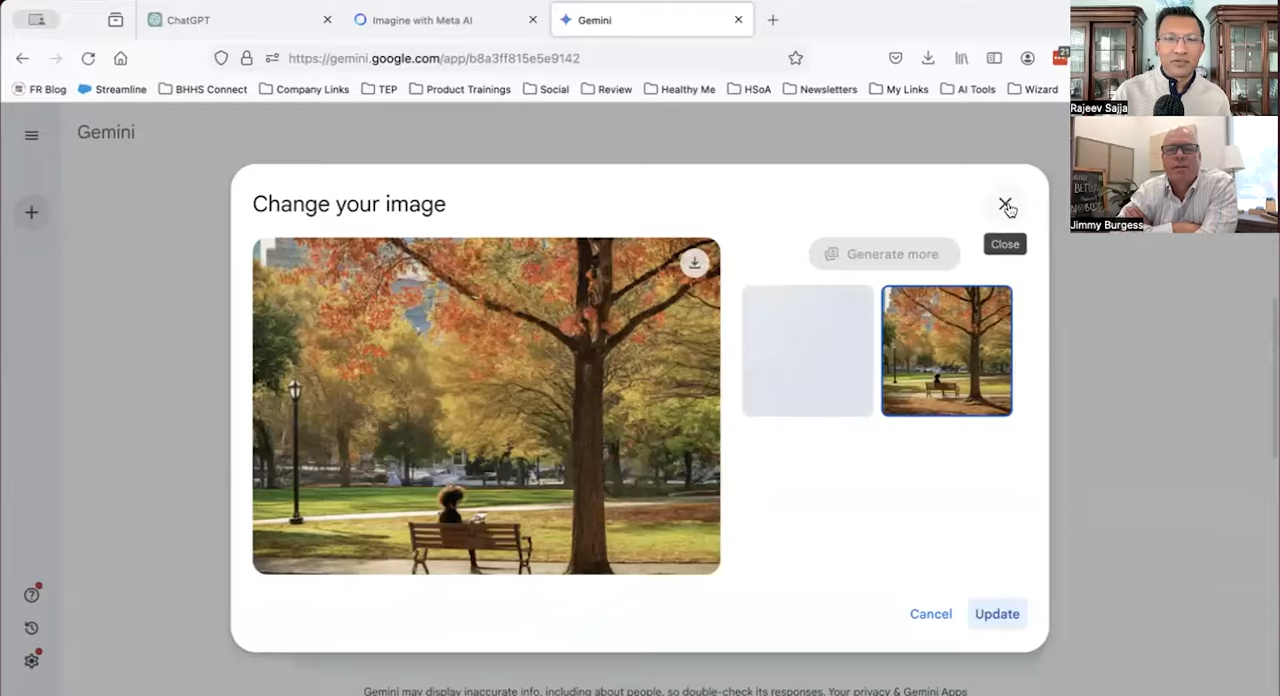 ChatGPT
Imagine with Meta AI
Gemini
https://gemini.google.com/app/b8a3ff815e5e9142
21
FR Blog
Streamline
BHHS Connect
Company Links
TEP
Product Trainings
Social
Review
Healthy Me
HSoA
Newsletters
My Links
AI Tools
Wizard
Rajeev Sajja
BETTER
Jimmy Burgess
Gemini
Change your image
Close
Generate more
Cancel
Update
Gemini may display inaccurate info, including about people, so double-check its responses. Your privacy & Gemini Apps